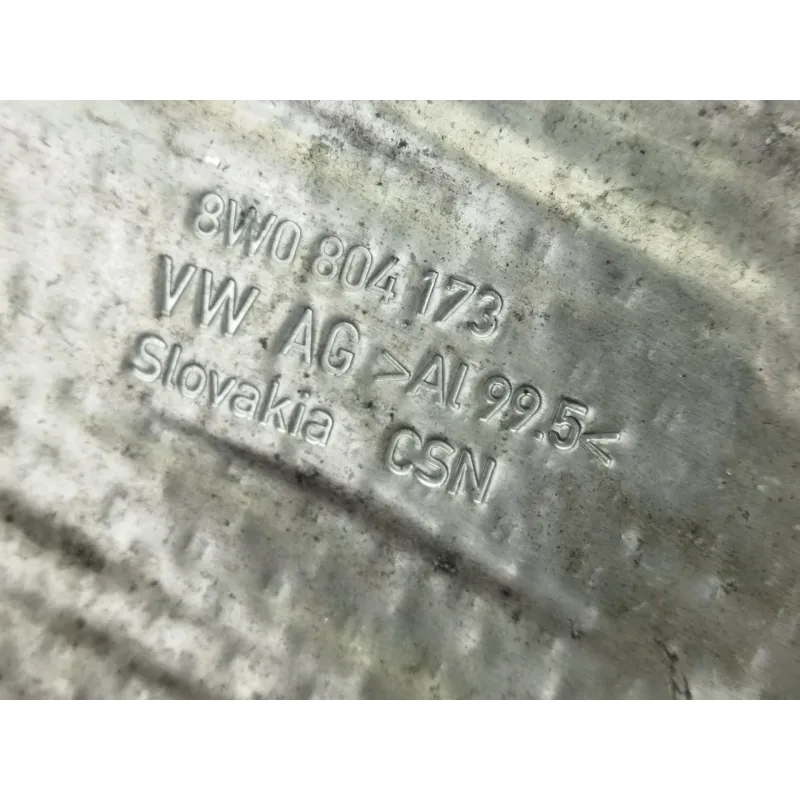 8W0 804 173
VW AG >Al 99.5<
Slovakia CSN